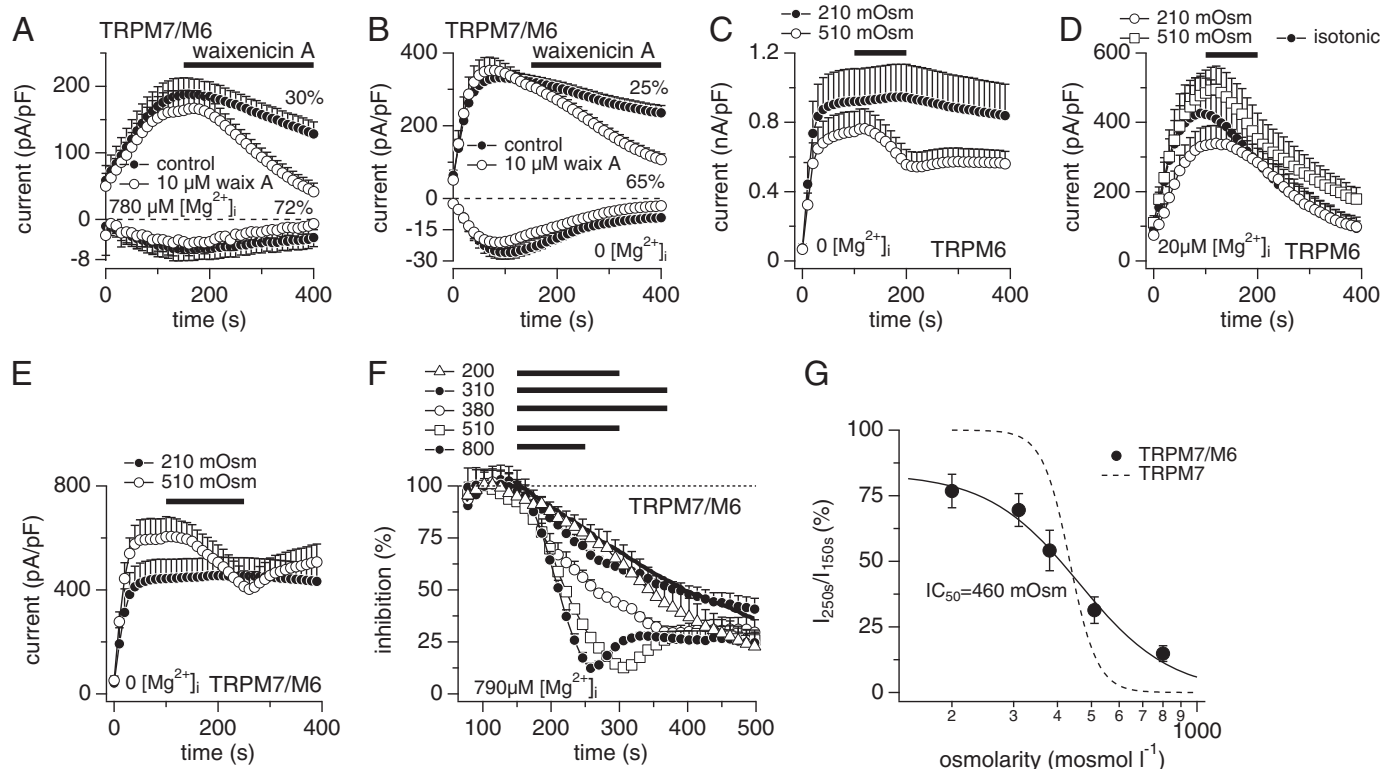 A
TRPM7/M6
waixenicin A
200
100
0
-8
current (pA/pF)
30%
control
10 µM waix A
780 µM [Mg2+]i
72%
0
200
400
time (s)
B
TRPM7/M6
waixenicin A
400
300
200
100
0
-15
-30
current (pA/pF)
25%
control
10 µM waix A
65%
0 [Mg2+]i
0
200
400
time (s)
C
210 mOsm
510 mOsm
1.2
0.8
0.4
0
current (nA/pF)
0 [Mg2+]i
TRPM6
0
200
400
time (s)
D
210 mOsm
510 mOsm
isotonic
600
400
200
0
current (pA/pF)
20µM [Mg2+]i
TRPM6
0
200
400
time (s)
E
210 mOsm
510 mOsm
800
400
0
current (pA/pF)
0 [Mg2+]i TRPM7/M6
0
200
400
time (s)
F
200
310
380
510
800
100
75
50
25
0
inhibition (%)
TRPM7/M6
790µM [Mg2+]i
100
200
300
400
500
time (s)
G
100
75
50
25
0
I250s/I150s (%)
TRPM7/M6
TRPM7
IC50=460 mOsm
2 3 4 5 6 7 8 9
1000
osmolarity (mosmol l-1)